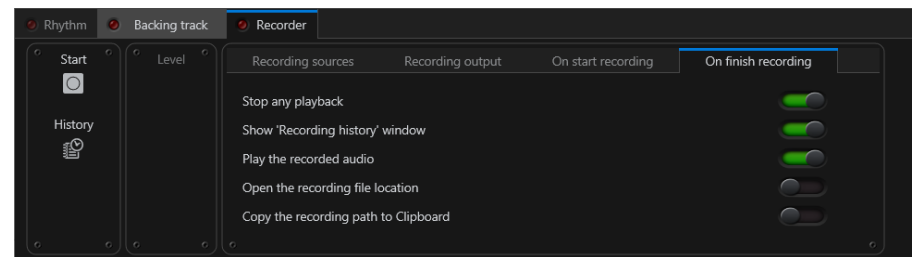 Rhythm Backing track Recorder
Start Level Recording sources Recording output On start recording On finish recording
Stop any playback
History Show 'Recording history' window
Play the recorded audio
Open the recording file location
Copy the recording path to Clipboard